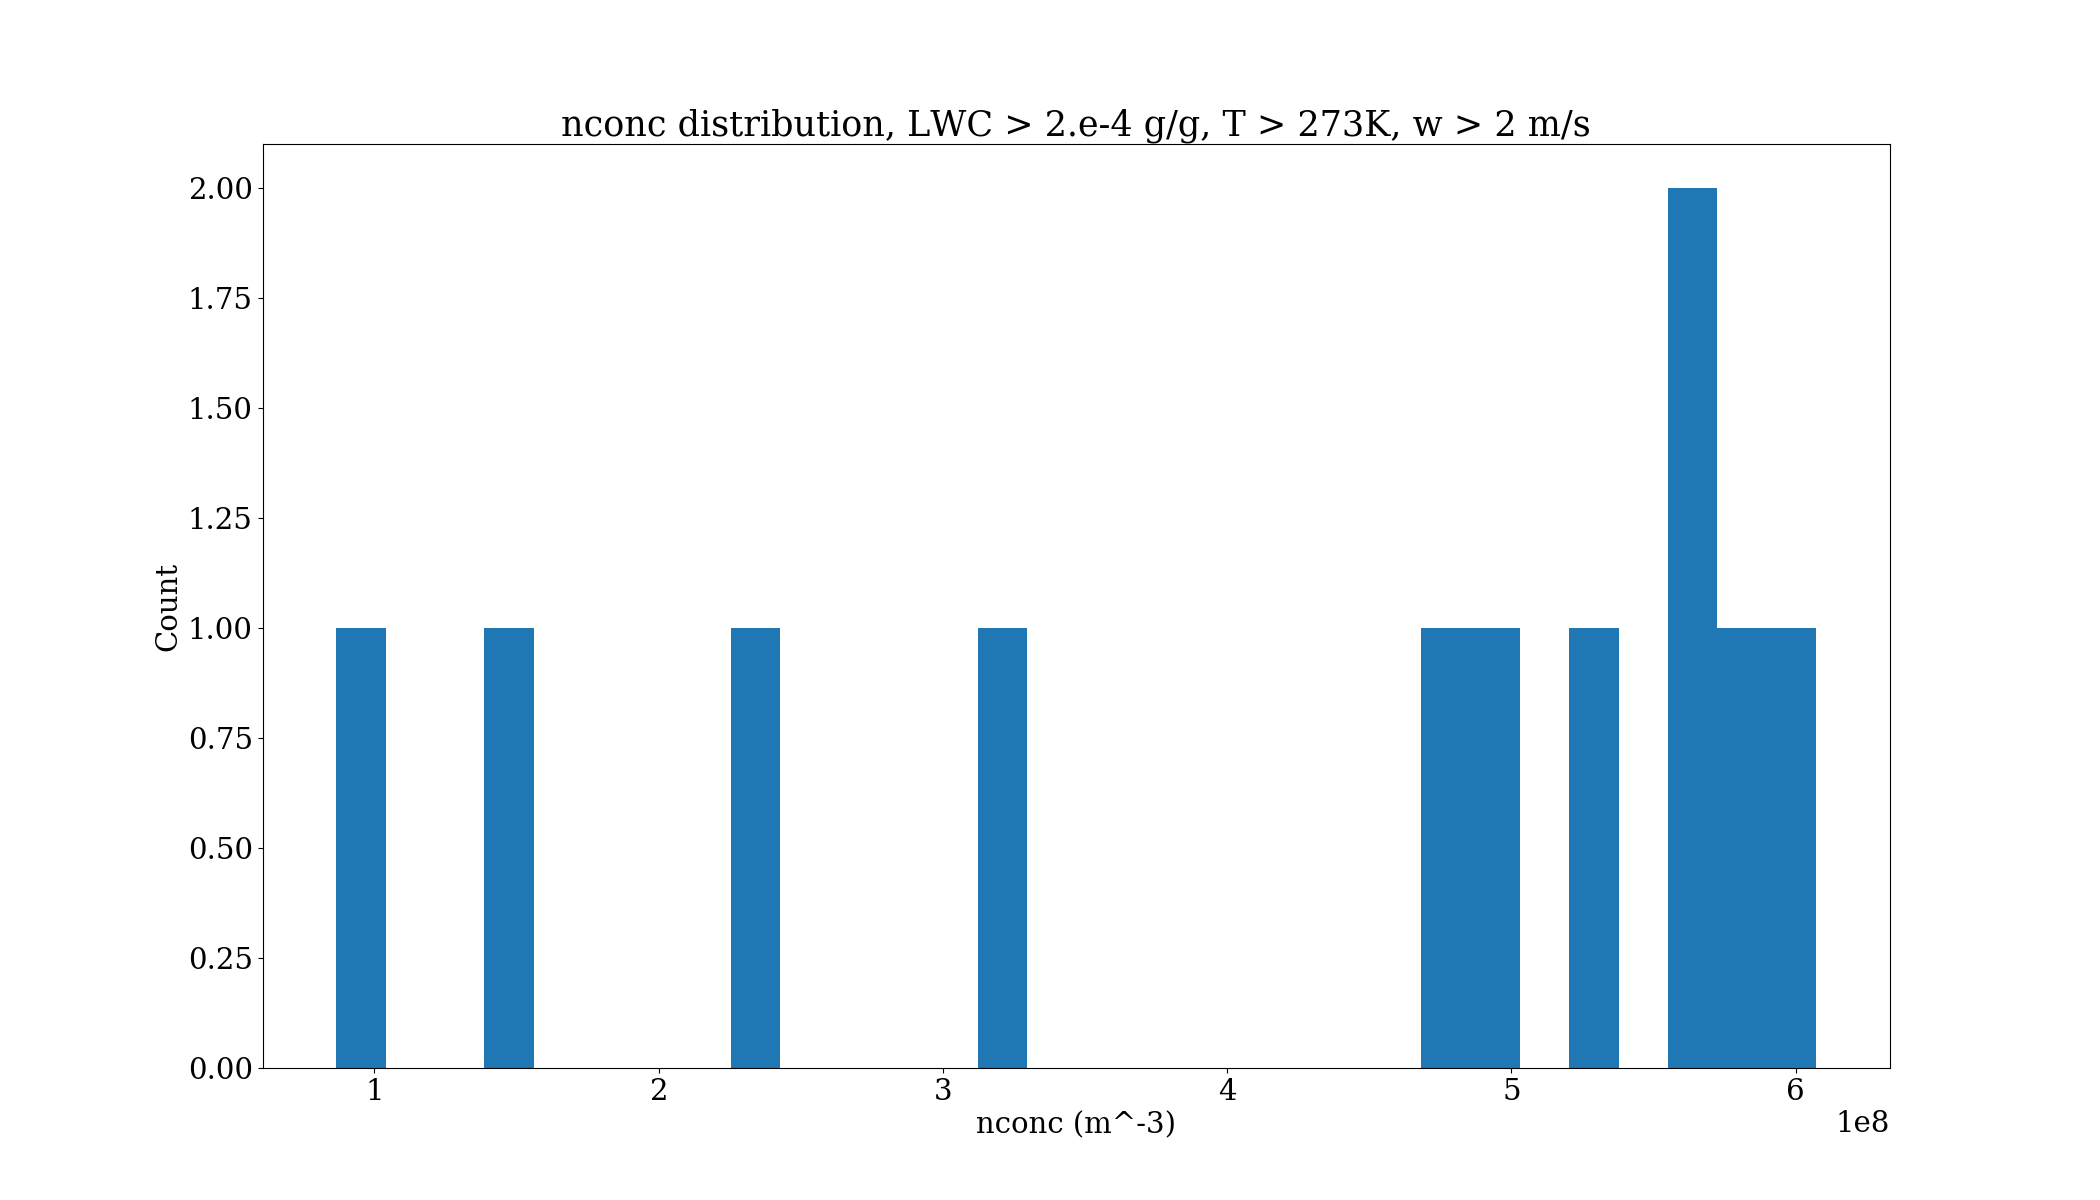 nconc distribution, LWC > 2.e-4 g/g, T > 273K, w > 2 m/s
2.00
1.75
1.50
1.25
1.00
0.75
0.50
0.25
0.00
Count
1 2 3 4 5 6
nconc (m^-3)
1e8